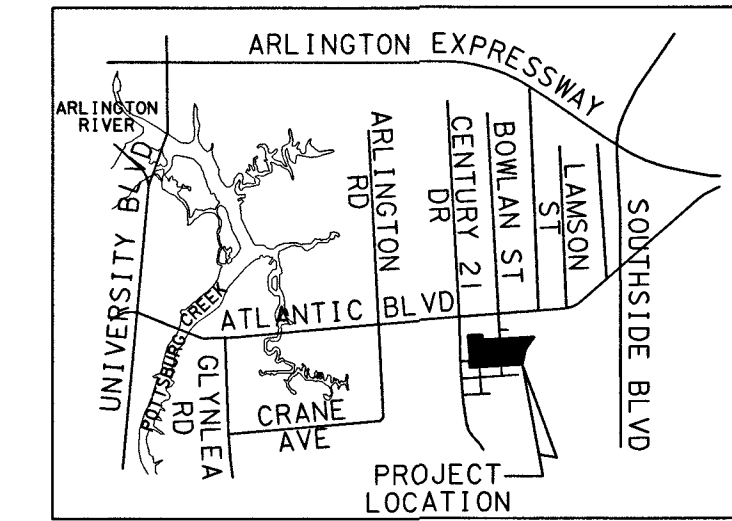 ARLINGTON EXPRESSWAY
ARLINGTON
RIVER
UNIVERSITY BLVD
POTTSBURG CREEK
ARLINGTON
RD
CENTURY 21
DR
BOWLAN ST
LAMSON
ST
SOUTHSIDE BLVD
ATLANTIC BLVD
GLYNLEA
RD
CRANE
AVE
PROJECT
LOCATION